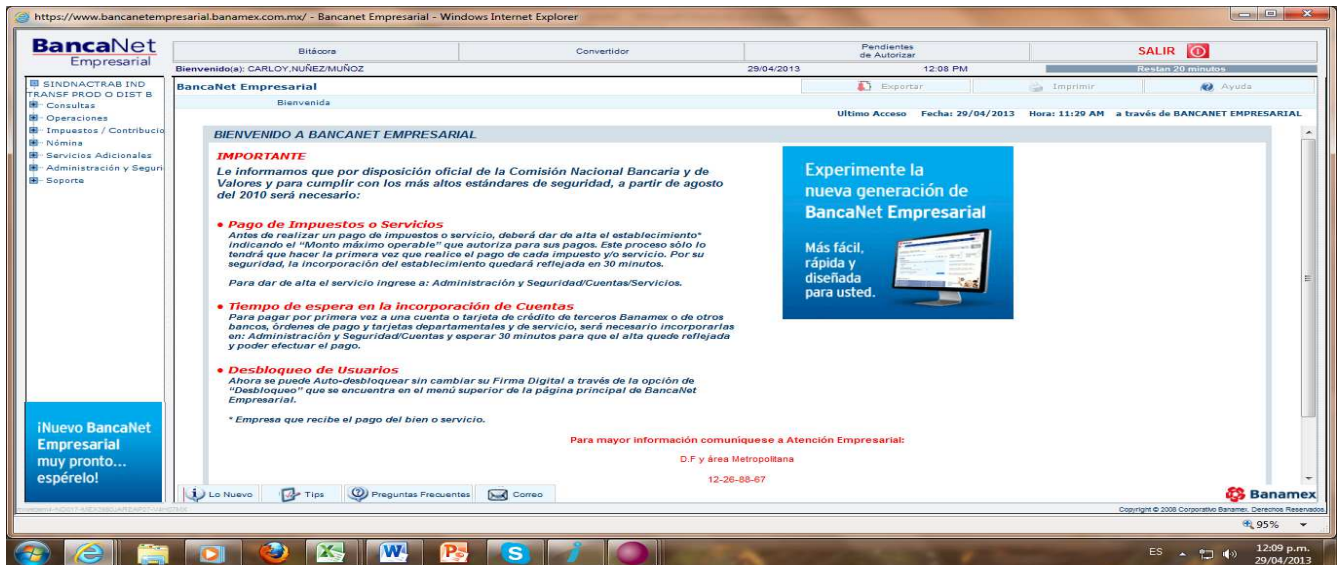 https://www.bancanetempresarial.banamex.com.mx/ - Bancanet Empresarial - Windows Internet Explorer
BancaNet
Empresarial
Bitácora
Convertidor
Pendientes
de Autorizar
SALIR
Bienvenido(a): CARLOY,NUÑEZ/MUÑOZ
29/04/2013
12:08 PM
Restan 20 minutos
SINDNACTRAB IND
TRANSF PROD O DIST B
Consultas
Operaciones
Impuestos / Contribucio
Nómina
Servicios Adicionales
Administración y Seguri
Soporte
BancaNet Empresarial
Exportar
Imprimir
Ayuda
Bienvenida
Ultimo Acceso Fecha: 29/04/2013 Hora: 11:29 AM a través de BANCANET EMPRESARIAL
BIENVENIDO A BANCANET EMPRESARIAL
IMPORTANTE
Le informamos que por disposición oficial de la Comisión Nacional Bancaria y de
Valores y para cumplir con los más altos estándares de seguridad, a partir de agosto
del 2010 será necesario:
• Pago de Impuestos o Servicios
Antes de realizar un pago de impuestos o servicio, deberá dar de alta el establecimiento*
indicando el "Monto máximo operable" que autoriza para sus pagos. Este proceso sólo lo
tendrá que hacer la primera vez que realice el pago de cada impuesto y/o servicio. Por su
seguridad, la incorporación del establecimiento quedará reflejada en 30 minutos.
Para dar de alta el servicio ingrese a: Administración y Seguridad/Cuentas/Servicios.
• Tiempo de espera en la incorporación de Cuentas
Para pagar por primera vez a una cuenta o tarjeta de crédito de terceros Banamex o de otros
bancos, órdenes de pago y tarjetas departamentales y de servicio, será necesario incorporarlas
en: Administración y Seguridad/Cuentas y esperar 30 minutos para que el alta quede reflejada
y poder efectuar el pago.
• Desbloqueo de Usuarios
Ahora se puede Auto-desbloquear sin cambiar su Firma Digital a través de la opción de
"Desbloqueo" que se encuentra en el menú superior de la página principal de BancaNet
Empresarial.
* Empresa que recibe el pago del bien o servicio.
Para mayor información comuníquese a Atención Empresarial:
D.F y área Metropolitana
12-26-88-67
Experimente la
nueva generación de
BancaNet Empresarial
Más fácil,
rápida y
diseñada
para usted.
¡Nuevo BancaNet
Empresarial
muy pronto...
espérelo!
Lo Nuevo
Tips
Preguntas Frecuentes
Correo
Banamex
Copyright © 2008 Corporativo Banamex. Derechos Reservados
95%
ES
12:09 p.m.
29/04/2013